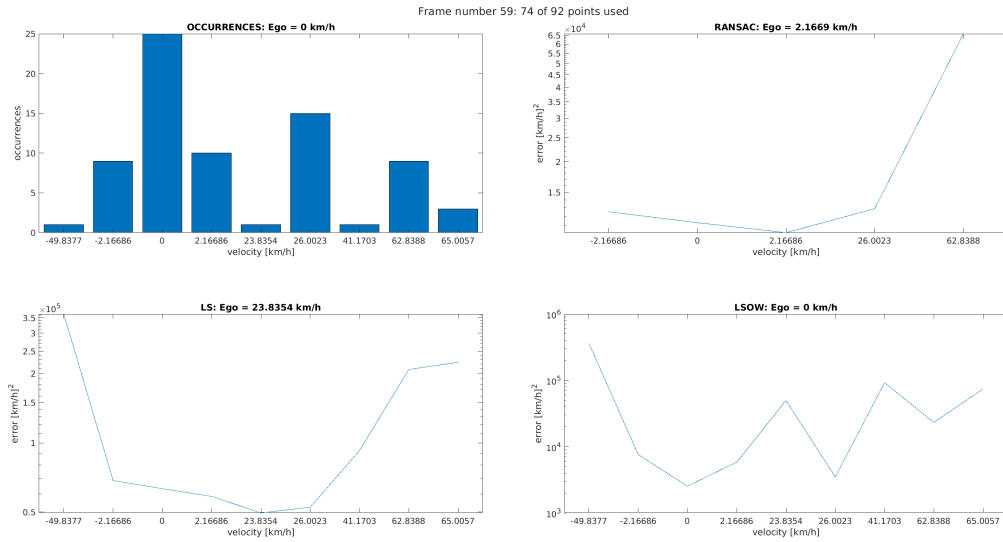 Frame number 59: 74 of 92 points used
OCCURRENCES: Ego = 0 km/h
25
20
15
10
5
0
occurrences
-49.8377 -2.16686 0 2.16686 23.8354 26.0023 41.1703 62.8388 65.0057
velocity [km/h]
RANSAC: Ego = 2.1669 km/h
×10⁴
6.5
5.5
4.5
3.5
3
2.5
2
1.5
error [km/h]²
-2.16686 0 2.16686 26.0023 62.8388
velocity [km/h]
LS: Ego = 23.8354 km/h
×10⁵
3.5
3
2.5
2
1.5
1
0.5
error [km/h]²
-49.8377 -2.16686 0 2.16686 23.8354 26.0023 41.1703 62.8388 65.0057
velocity [km/h]
LSOW: Ego = 0 km/h
10⁶
10⁵
10⁴
10³
error [km/h]²
-49.8377 -2.16686 0 2.16686 23.8354 26.0023 41.1703 62.8388 65.0057
velocity [km/h]